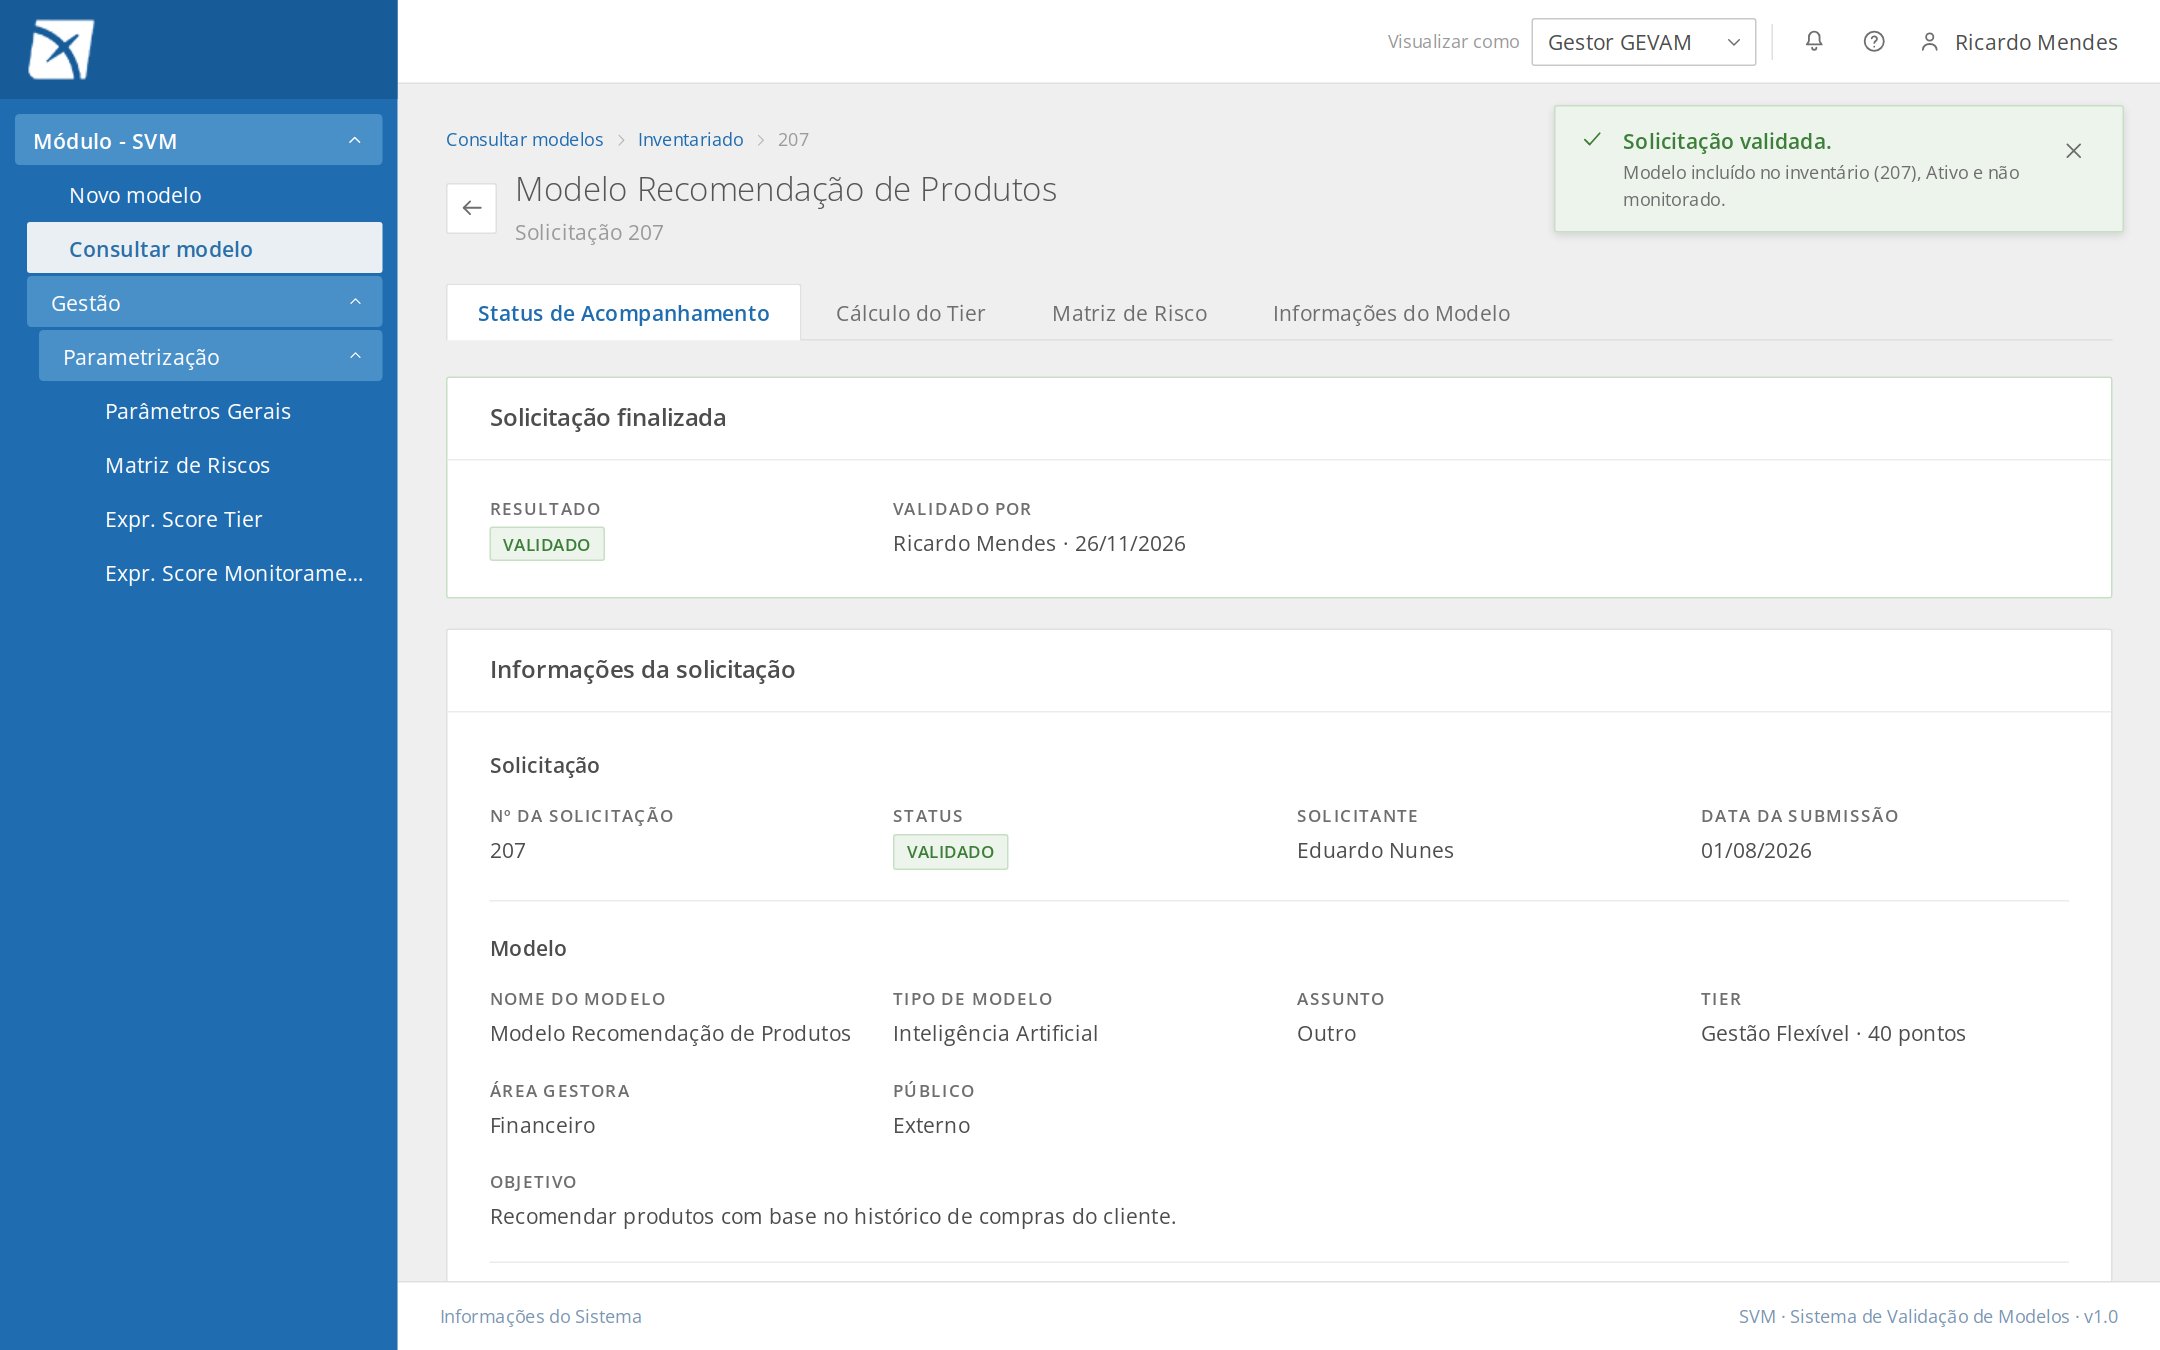 Visualizar como
Gestor GEVAM
Ricardo Mendes
Módulo - SVM
Novo modelo
Consultar modelo
Gestão
Parametrização
Parâmetros Gerais
Matriz de Riscos
Expr. Score Tier
Expr. Score Monitorame...
Consultar modelos
Inventariado
207
Modelo Recomendação de Produtos
Solicitação 207
Solicitação validada.
Modelo incluído no inventário (207), Ativo e não
monitorado.
Status de Acompanhamento
Cálculo do Tier
Matriz de Risco
Informações do Modelo
Solicitação finalizada
RESULTADO
VALIDADO
VALIDADO POR
Ricardo Mendes · 26/11/2026
Informações da solicitação
Solicitação
Nº DA SOLICITAÇÃO
207
STATUS
VALIDADO
SOLICITANTE
Eduardo Nunes
DATA DA SUBMISSÃO
01/08/2026
Modelo
NOME DO MODELO
Modelo Recomendação de Produtos
TIPO DE MODELO
Inteligência Artificial
ASSUNTO
Outro
TIER
Gestão Flexível · 40 pontos
ÁREA GESTORA
Financeiro
PÚBLICO
Externo
OBJETIVO
Recomendar produtos com base no histórico de compras do cliente.
Informações do Sistema
SVM · Sistema de Validação de Modelos · v1.0